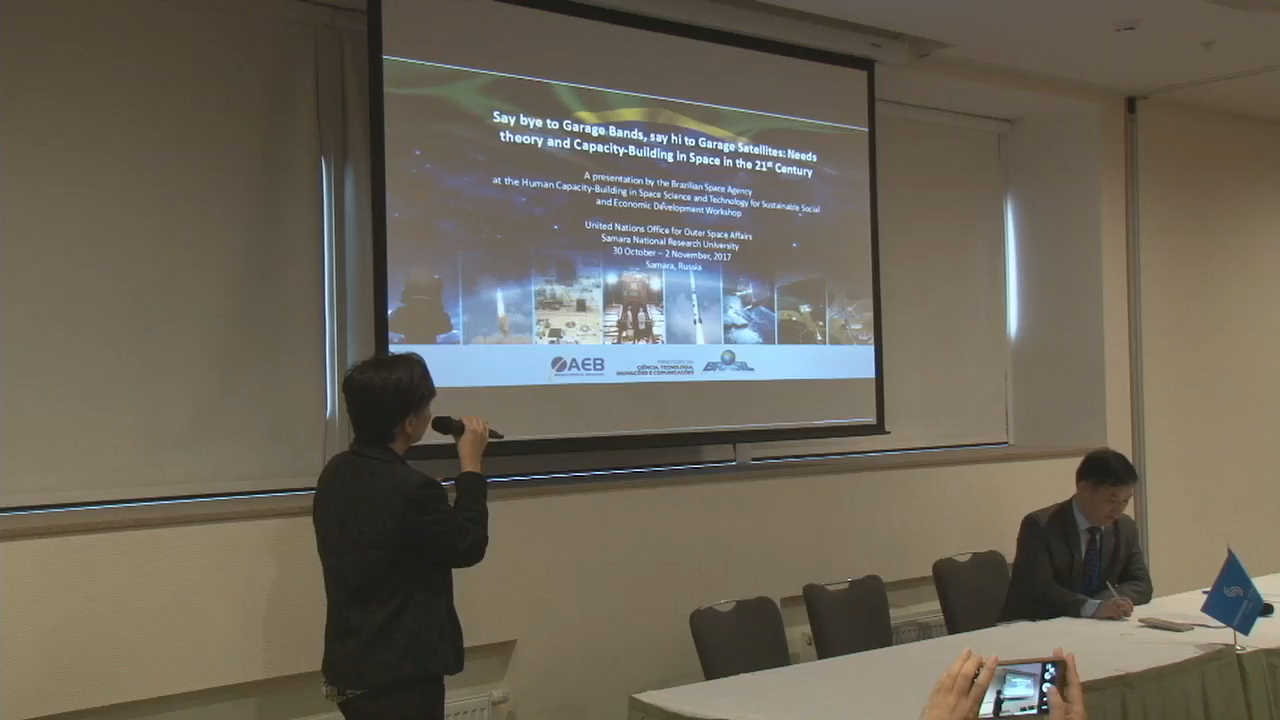 Say bye to Garage Bands, say hi to Garage Satellites: Needs
theory and Capacity-Building in Space in the 21st Century
A presentation by the Brazilian Space Agency
at the Human Capacity-Building in Space Science and Technology for Sustainable Social
and Economic Development Workshop
United Nations Office for Outer Space Affairs
Samara National Research University
30 October – 2 November, 2017
Samara, Russia
AEB
MINISTÉRIO DA
CIÊNCIA, TECNOLOGIA,
INOVAÇÕES E COMUNICAÇÕES
BRASIL